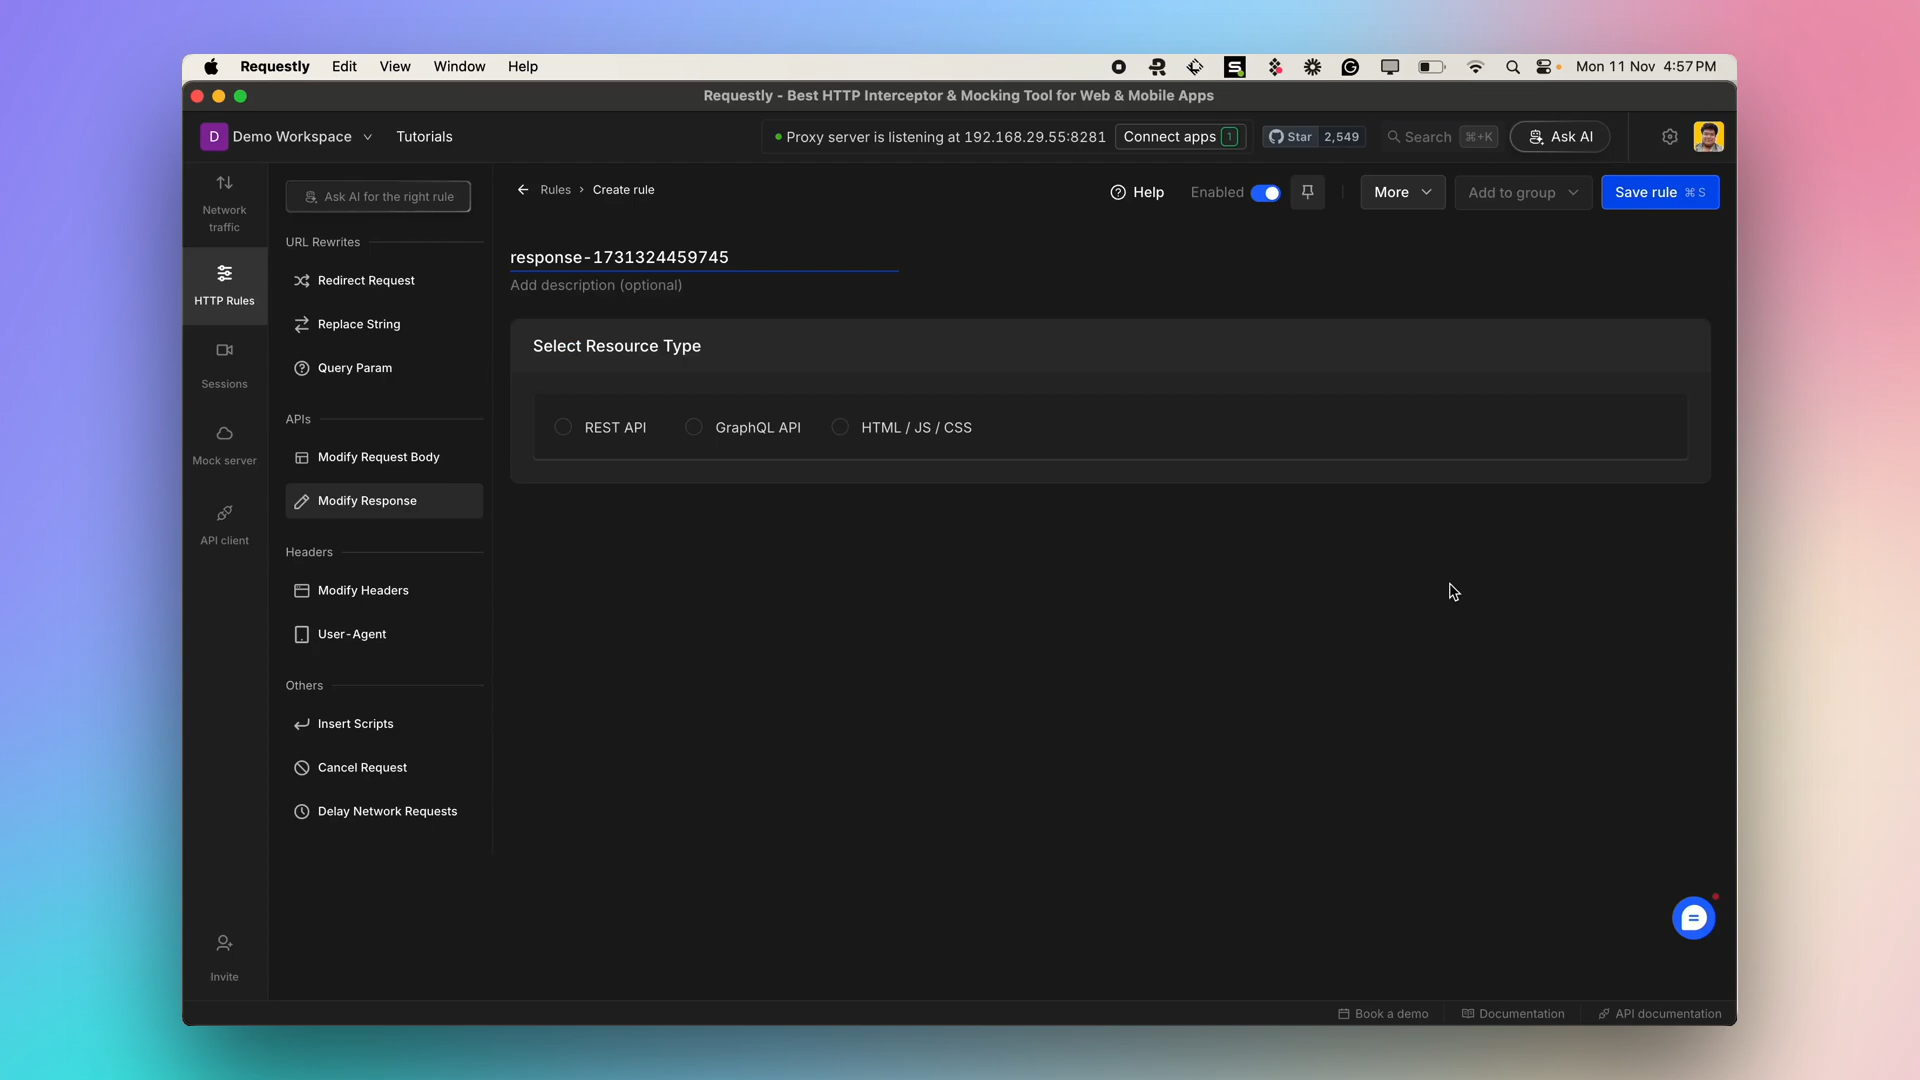 Requestly Edit View Window Help Mon 11 Nov 4:57 PM
Requestly - Best HTTP Interceptor & Mocking Tool for Web & Mobile Apps
D Demo Workspace Tutorials Proxy server is listening at 192.168.29.55:8281 Connect apps 1 Star 2,549 Search ⌘+K Ask AI
Network
traffic
HTTP Rules
Sessions
Mock server
API client
Invite
Ask AI for the right rule
URL Rewrites
Redirect Request
Replace String
Query Param
APIs
Modify Request Body
Modify Response
Headers
Modify Headers
User-Agent
Others
Insert Scripts
Cancel Request
Delay Network Requests
Rules › Create rule Help Enabled More Add to group Save rule ⌘ S
response-1731324459745
Add description (optional)
Select Resource Type
REST API GraphQL API HTML / JS / CSS
Book a demo Documentation API documentation